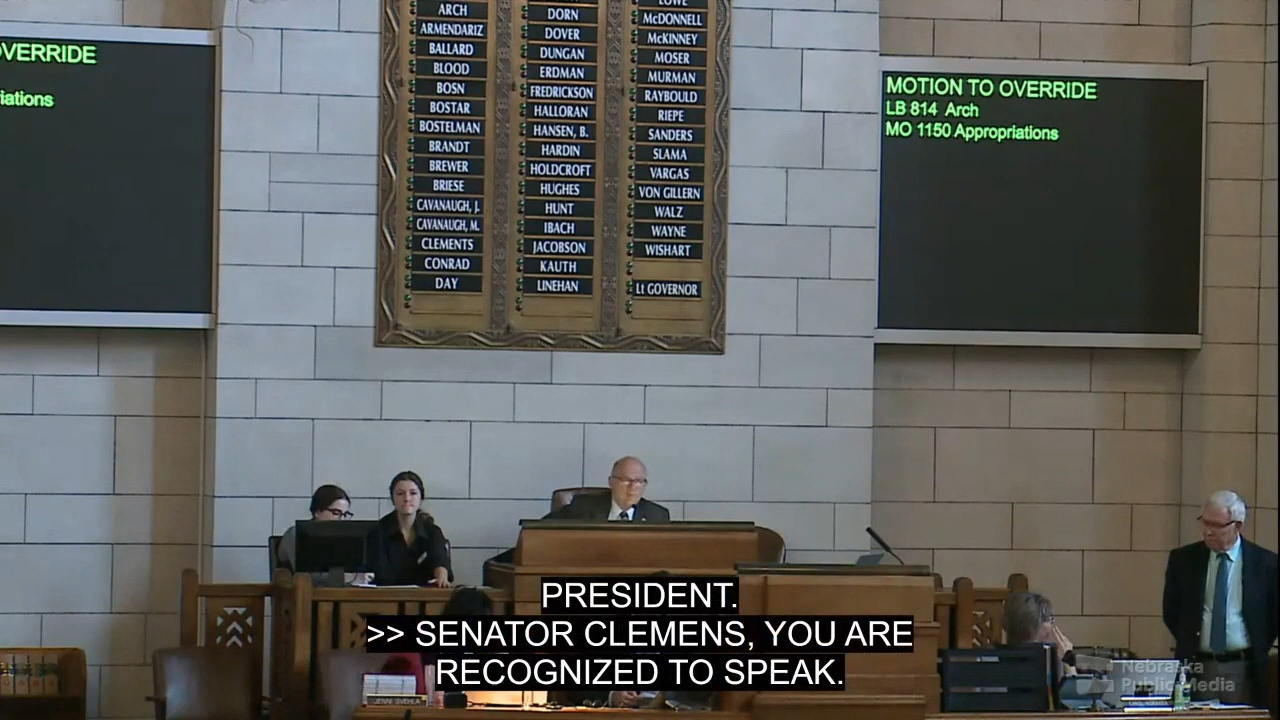 OVERRIDE
iations
MOTION TO OVERRIDE
LB 814 Arch
MO 1150 Appropriations
ARCH
ARMENDARIZ
BALLARD
BLOOD
BOSN
BOSTAR
BOSTELMAN
BRANDT
BREWER
BRIESE
CAVANAUGH, J.
CAVANAUGH, M.
CLEMENTS
CONRAD
DAY
DORN
DOVER
DUNGAN
ERDMAN
FREDRICKSON
HALLORAN
HANSEN, B.
HARDIN
HOLDCROFT
HUGHES
HUNT
IBACH
JACOBSON
KAUTH
LINEHAN
LOWE
McDONNELL
McKINNEY
MOSER
MURMAN
RAYBOULD
RIEPE
SANDERS
SLAMA
VARGAS
VON GILLERN
WALZ
WAYNE
WISHART
Lt GOVERNOR
PRESIDENT.
>> SENATOR CLEMENS, YOU ARE
RECOGNIZED TO SPEAK.
Nebraska
Public Media